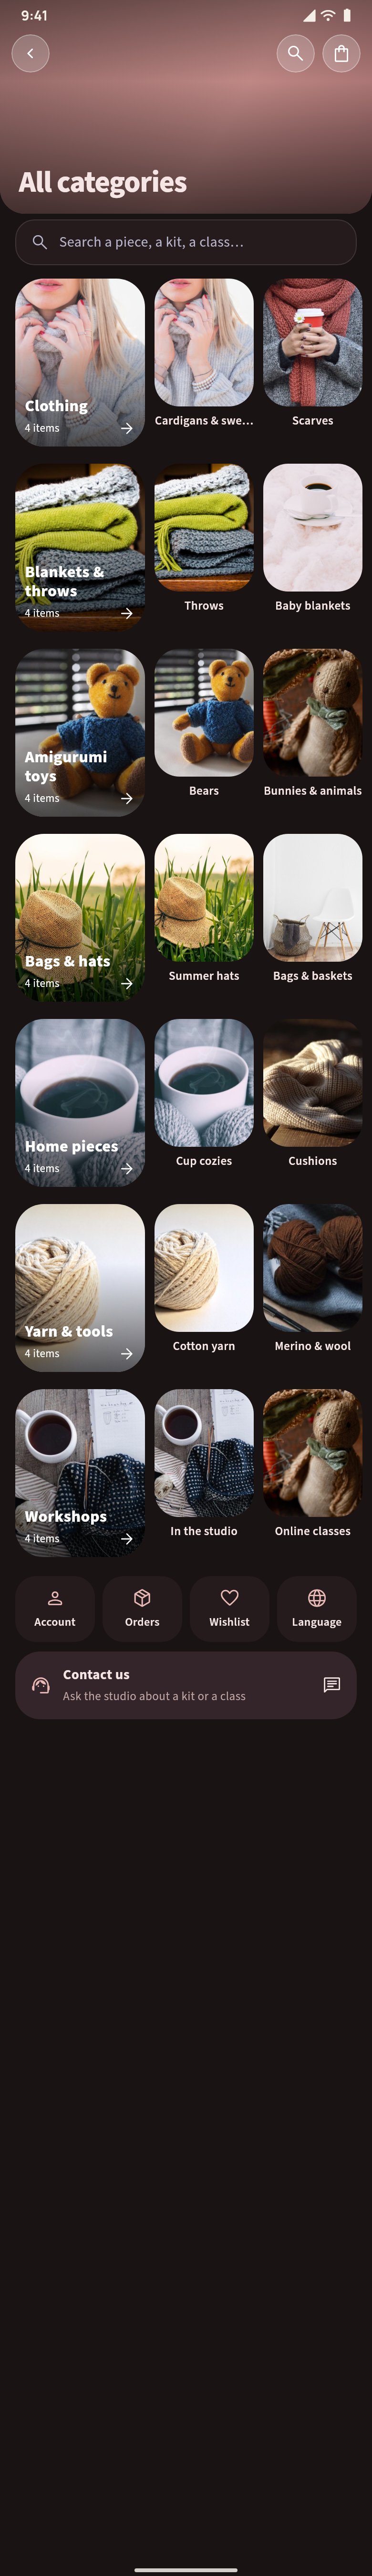 9:41
All categories
Search a piece, a kit, a class…
Clothing
4 items
Cardigans & swe…
Scarves
Blankets &
throws
4 items
Throws
Baby blankets
Amigurumi
toys
4 items
Bears
Bunnies & animals
Bags & hats
4 items
Summer hats
Bags & baskets
Home pieces
4 items
Cup cozies
Cushions
Yarn & tools
4 items
Cotton yarn
Merino & wool
Workshops
4 items
In the studio
Online classes
Account
Orders
Wishlist
Language
Contact us
Ask the studio about a kit or a class